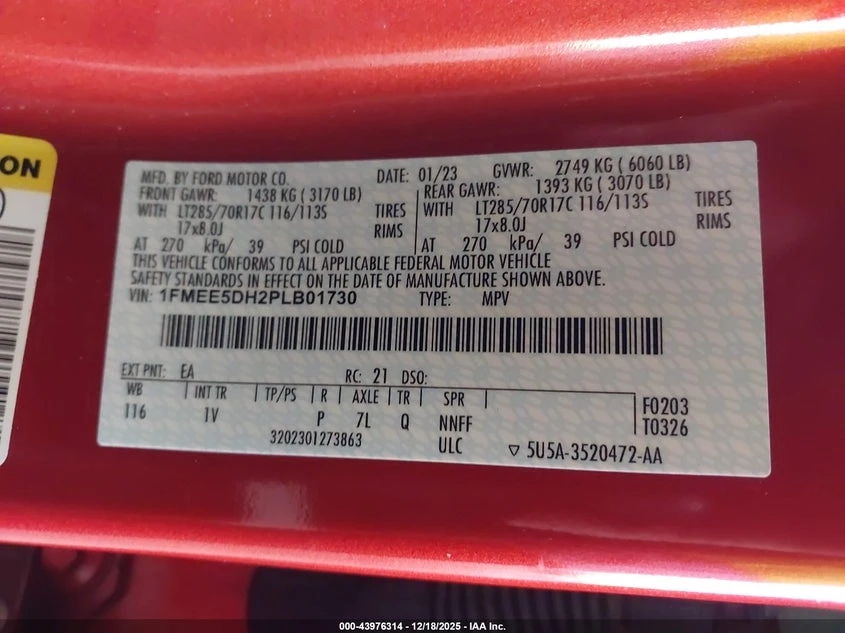 ON
MFD. BY FORD MOTOR CO. DATE: 01/23 GVWR: 2749 KG ( 6060 LB)
FRONT GAWR: 1438 KG ( 3170 LB) REAR GAWR: 1393 KG ( 3070 LB)
WITH LT285/70R17C 116/113S TIRES WITH LT285/70R17C 116/113S TIRES
17x8.0J RIMS 17x8.0J RIMS
AT 270 kPa/ 39 PSI COLD AT 270 kPa/ 39 PSI COLD
THIS VEHICLE CONFORMS TO ALL APPLICABLE FEDERAL MOTOR VEHICLE
SAFETY STANDARDS IN EFFECT ON THE DATE OF MANUFACTURE SHOWN ABOVE.
VIN: 1FMEE5DH2PLB01730 TYPE: MPV
EXT PNT: EA RC: 21 DSO:
WB INT TR TP/PS R AXLE TR SPR
116 1V P 7L Q NNFF
F0203
T0326
3202301273863 ULC ▽ 5U5A-3520472-AA
000-43976314 - 12/18/2025 - IAA Inc.